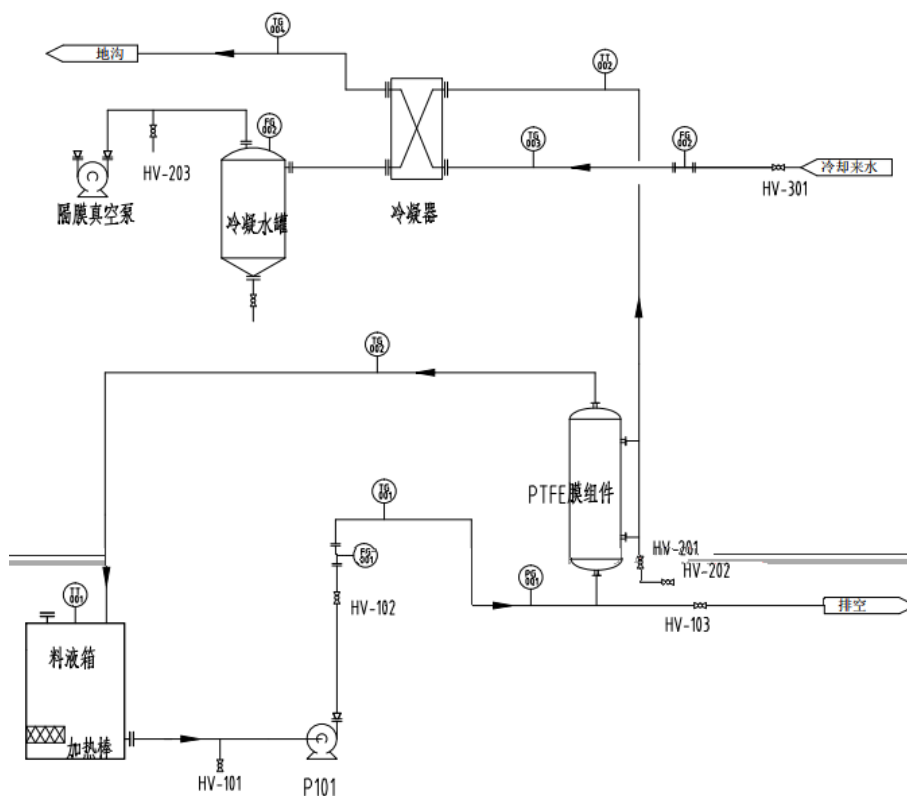 TG
004
地沟
TT
002
FG
002
TG
003
FG
002
冷却来水
HV-203
HV-301
隔膜真空泵
冷凝水罐
冷凝器
TG
002
PTFE膜组件
TG
001
FG
001
HV-201
HV-202
PG
001
HV-102
排空
HV-103
TT
001
料液箱
加热棒
HV-101
P101